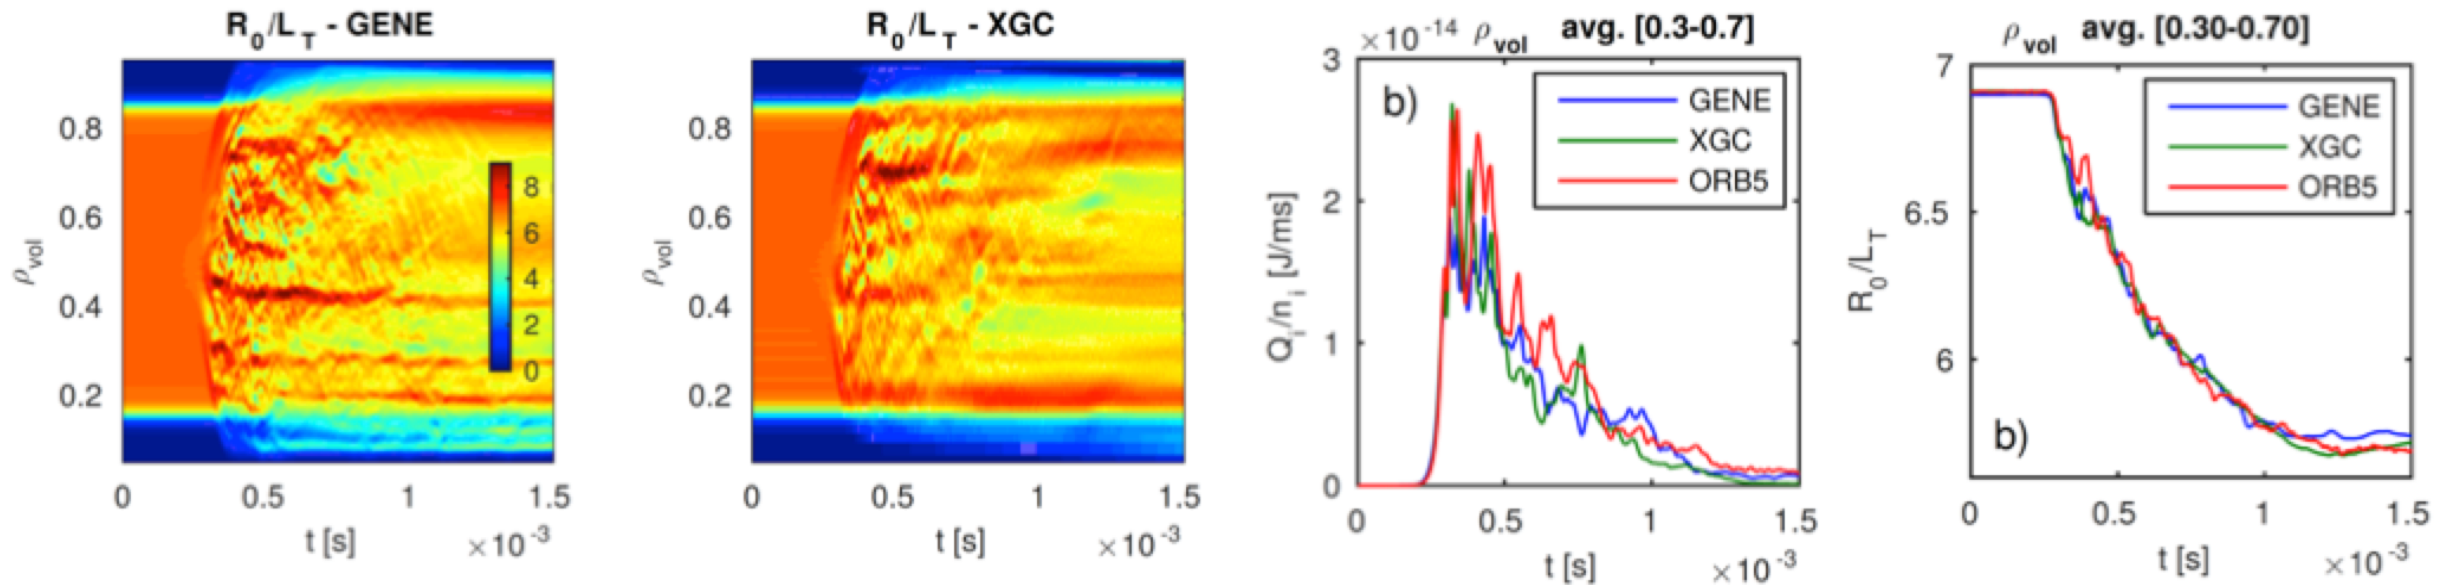 R0/LT - GENE
ρvol
0.8
0.6
0.4
0.2
8
6
4
2
0
0 0.5 1 1.5
t [s] ×10-3
R0/LT - XGC
ρvol
0.8
0.6
0.4
0.2
0 0.5 1 1.5
t [s] ×10-3
×10-14 ρvol avg. [0.3-0.7]
b)
GENE
XGC
ORB5
Qi/ni [J/ms]
3
2
1
0
0 0.5 1 1.5
t [s] ×10-3
ρvol avg. [0.30-0.70]
GENE
XGC
ORB5
R0/LT
7
6.5
6
b)
0 0.5 1 1.5
t [s] ×10-3